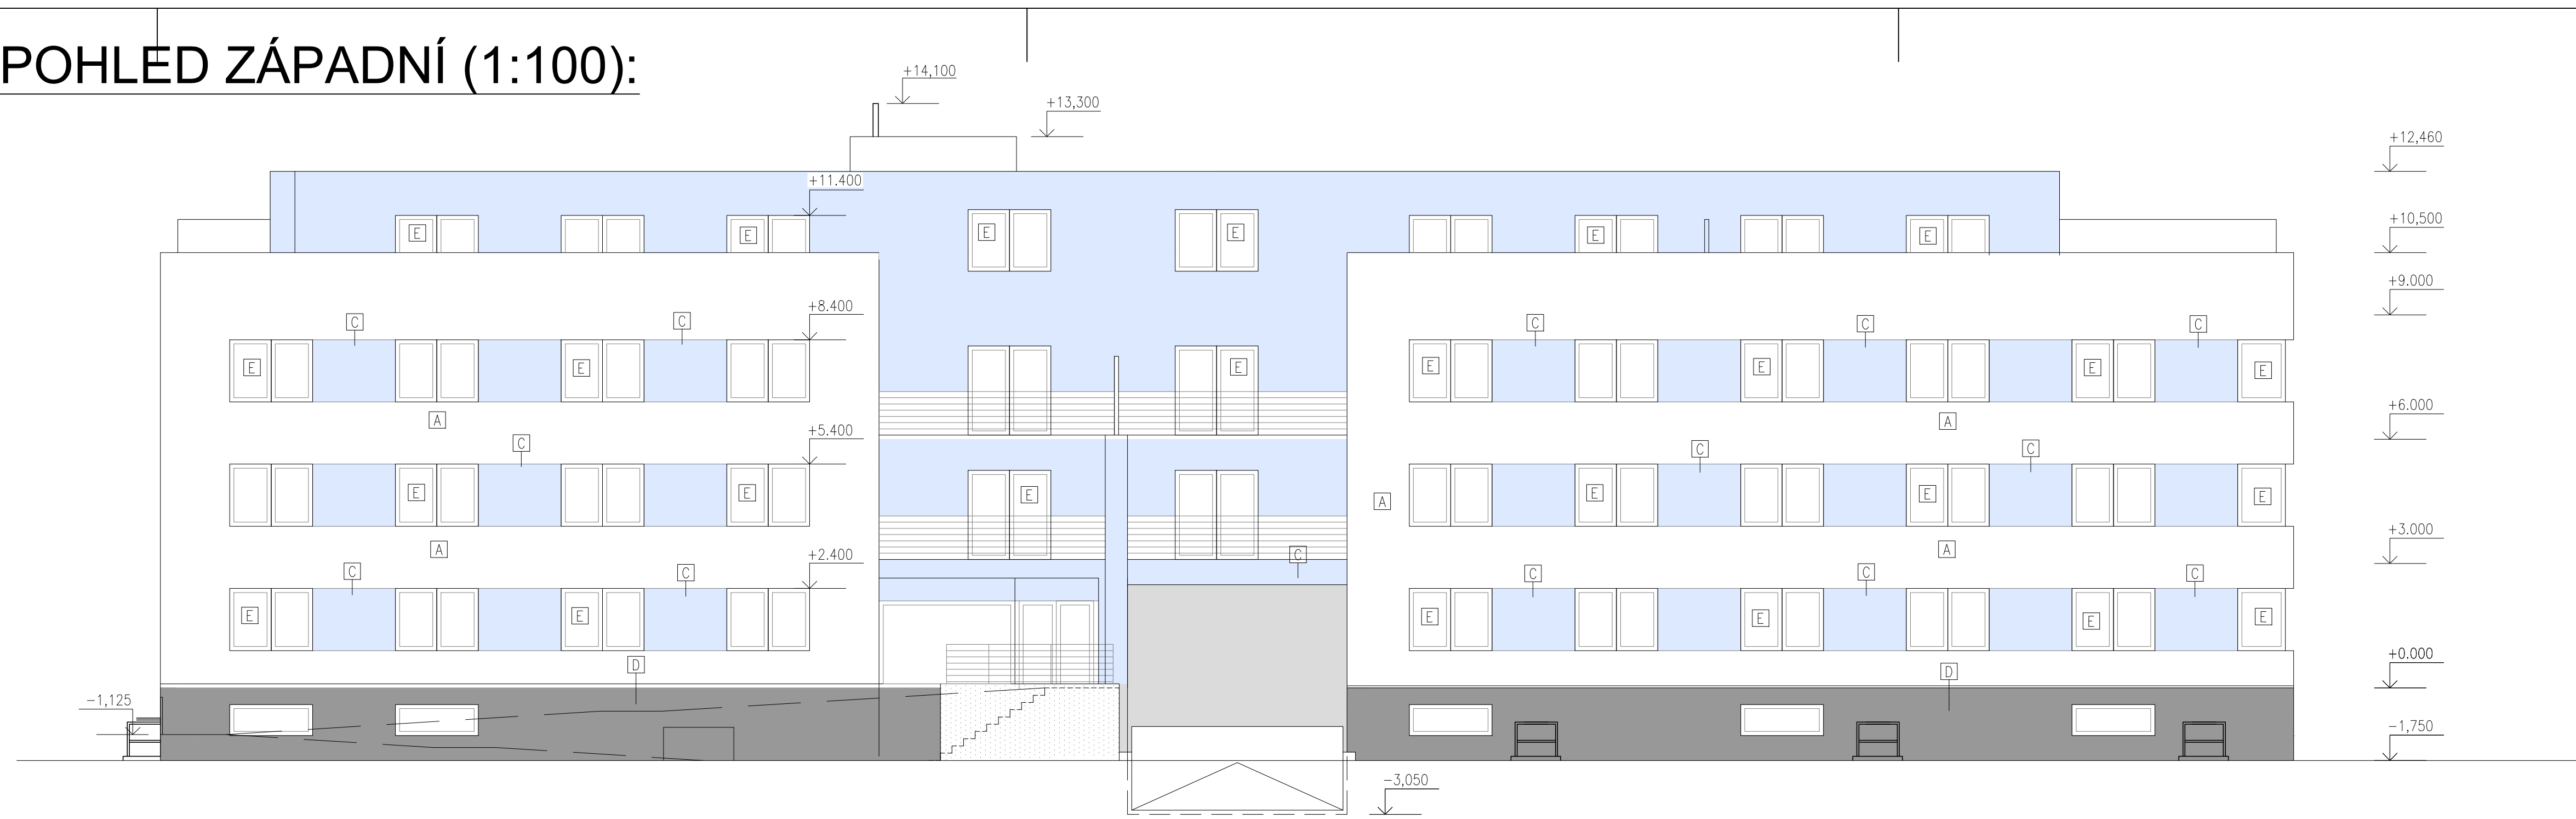 POHLED ZÁPADNÍ (1:100):
+14,100
+13,300
+12,460
+11.400
E E E E E E
+10,500
+9.000
+8.400
C C C C C
E E E E E E E
A A
+6.000
+5.400
C C C
E E E E E E
A
A A
+3.000
+2.400
C
C C C C C
E E E E E E
D D
+0.000
-1,125
-1,750
-3,050